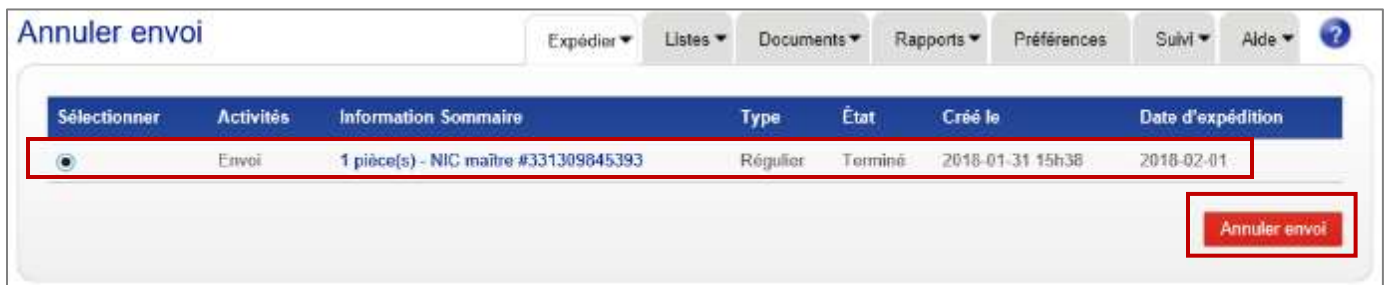 Annuler envoi
Expédier Listes Documents Rapports Préférences Suivi Aide ?
Sélectionner Activités Information Sommaire Type État Créé le Date d'expédition
Envoi 1 pièce(s) - NIC maître #331309845393 Régulier Terminé 2018-01-31 15h38 2018-02-01
Annuler envoi